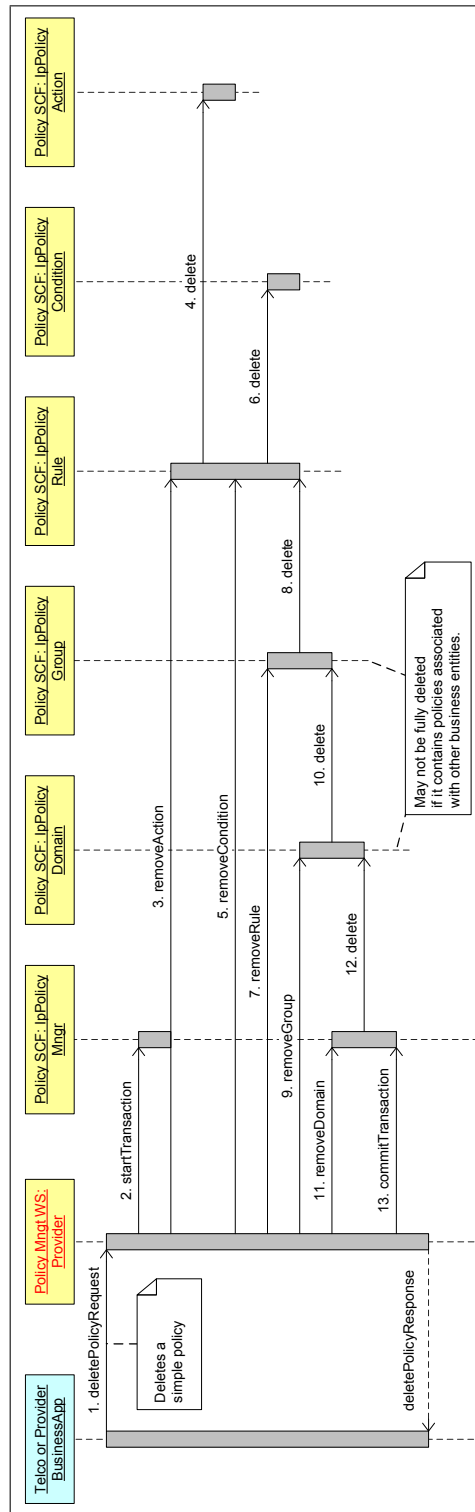 Telco or Provider
BusinessApp
Policy Mngt WS:
Provider
Policy SCF: IpPolicy
Mngr
Policy SCF: IpPolicy
Domain
Policy SCF: IpPolicy
Group
Policy SCF: IpPolicy
Rule
Policy SCF: IpPolicy
Condition
Policy SCF: IpPolicy
Action
1. deletePolicyRequest
Deletes a
simple policy
2. startTransaction
3. removeAction
4. delete
5. removeCondition
6. delete
7. removeRule
8. delete
9. removeGroup
10. delete
11. removeDomain
12. delete
13. commitTransaction
May not be fully deleted
if it contains policies associated
with other business entities.
deletePolicyResponse